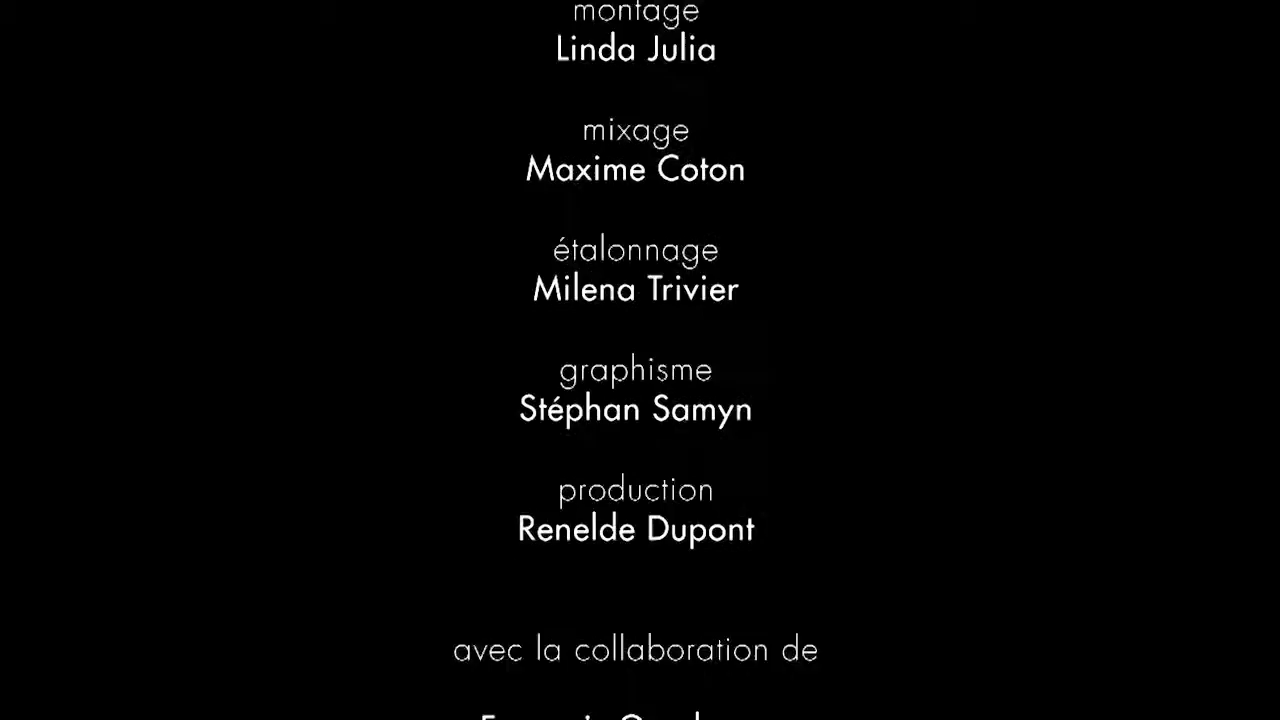 montage
Linda Julia
mixage
Maxime Coton
étalonnage
Milena Trivier
graphisme
Stéphan Samyn
production
Renelde Dupont
avec la collaboration de